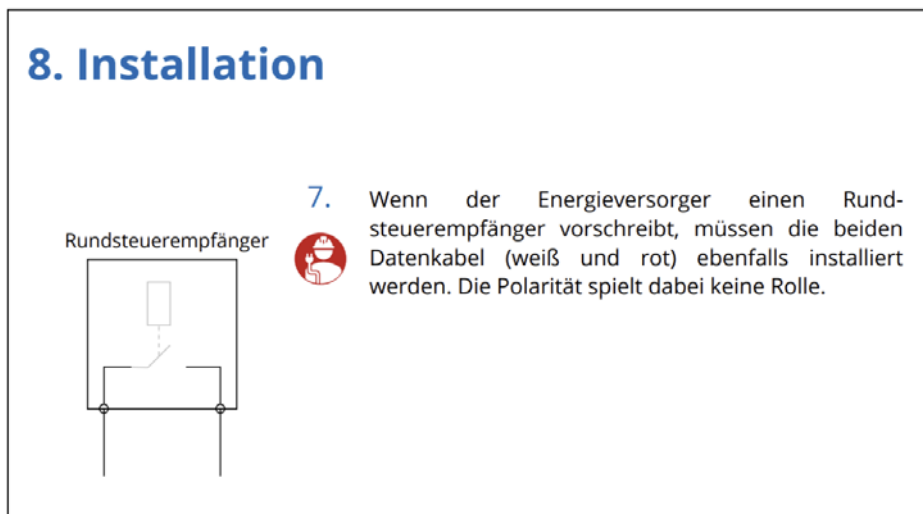 8. Installation
Rundsteuerempfänger
7.
Wenn der Energieversorger einen Rund-
steuerempfänger vorschreibt, müssen die beiden
Datenkabel (weiß und rot) ebenfalls installiert
werden. Die Polarität spielt dabei keine Rolle.